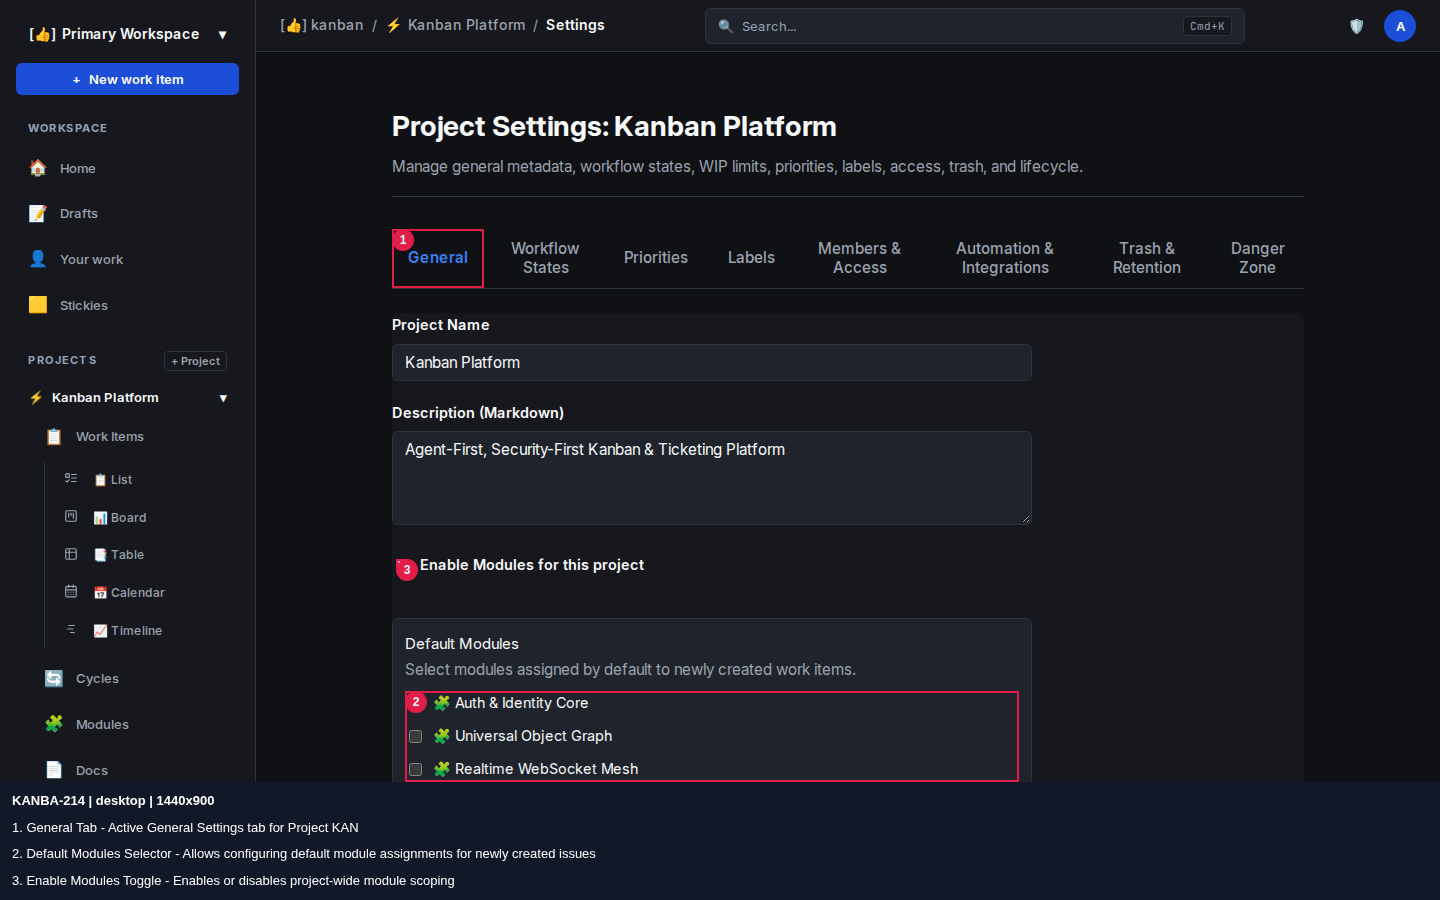 [👍] Primary Workspace ▼
+ New work item
WORKSPACE
🏠 Home
📝 Drafts
👤 Your work
🟨 Stickies
PROJECTS
+ Project
⚡ Kanban Platform ▼
📋 Work Items
📋 List
📊 Board
📑 Table
📅 Calendar
📈 Timeline
🔄 Cycles
🧩 Modules
📄 Docs
[👍] kanban / ⚡ Kanban Platform / Settings
🔍 Search...
Cmd+K
🛡️
A
Project Settings: Kanban Platform
Manage general metadata, workflow states, WIP limits, priorities, labels, access, trash, and lifecycle.
1
General
Workflow
States
Priorities
Labels
Members &
Access
Automation &
Integrations
Trash &
Retention
Danger
Zone
Project Name
Kanban Platform
Description (Markdown)
Agent-First, Security-First Kanban & Ticketing Platform
3 Enable Modules for this project
Default Modules
Select modules assigned by default to newly created work items.
2 🧩 Auth & Identity Core
🧩 Universal Object Graph
🧩 Realtime WebSocket Mesh
KANBA-214 | desktop | 1440x900
1. General Tab - Active General Settings tab for Project KAN
2. Default Modules Selector - Allows configuring default module assignments for newly created issues
3. Enable Modules Toggle - Enables or disables project-wide module scoping